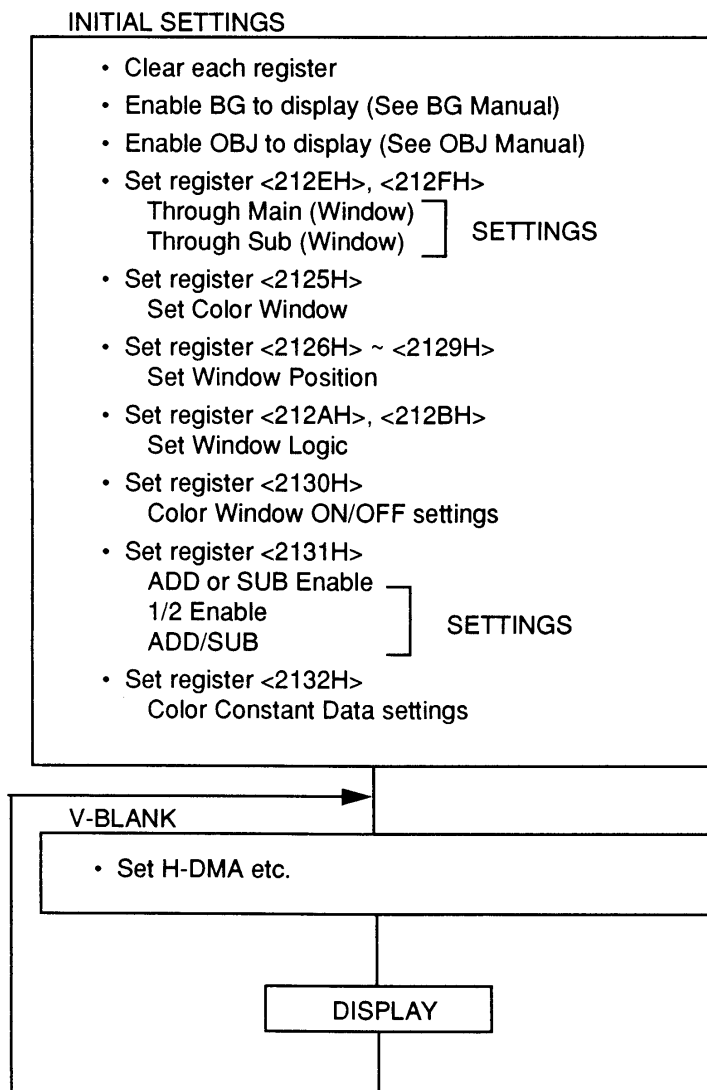 INITIAL SETTINGS
• Clear each register
• Enable BG to display (See BG Manual)
• Enable OBJ to display (See OBJ Manual)
• Set register <212EH>, <212FH>
Through Main (Window)
Through Sub (Window)
SETTINGS
• Set register <2125H>
Set Color Window
• Set register <2126H> ~ <2129H>
Set Window Position
• Set register <212AH>, <212BH>
Set Window Logic
• Set register <2130H>
Color Window ON/OFF settings
• Set register <2131H>
ADD or SUB Enable
1/2 Enable
ADD/SUB
SETTINGS
• Set register <2132H>
Color Constant Data settings
V-BLANK
• Set H-DMA etc.
DISPLAY